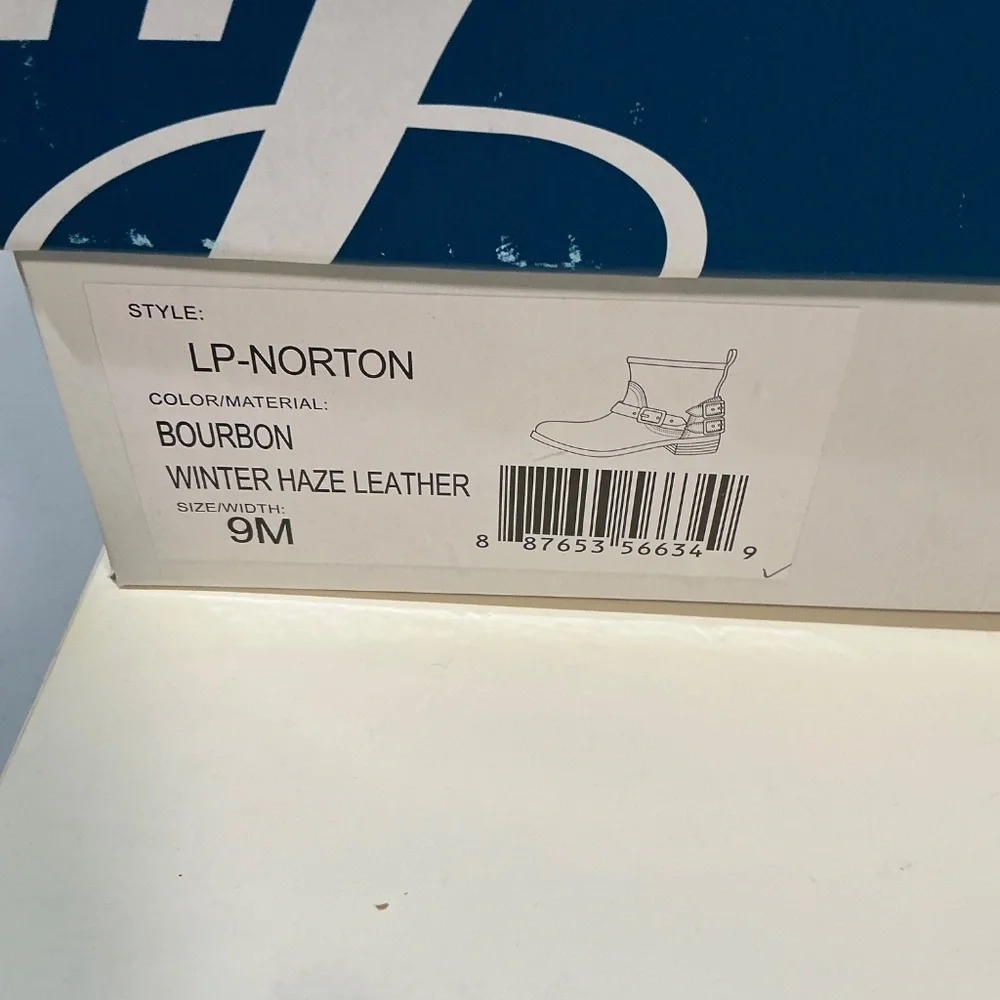 STYLE:
LP-NORTON
COLOR/MATERIAL:
BOURBON
WINTER HAZE LEATHER
SIZE/WIDTH:
9M
8 87653 56634 9